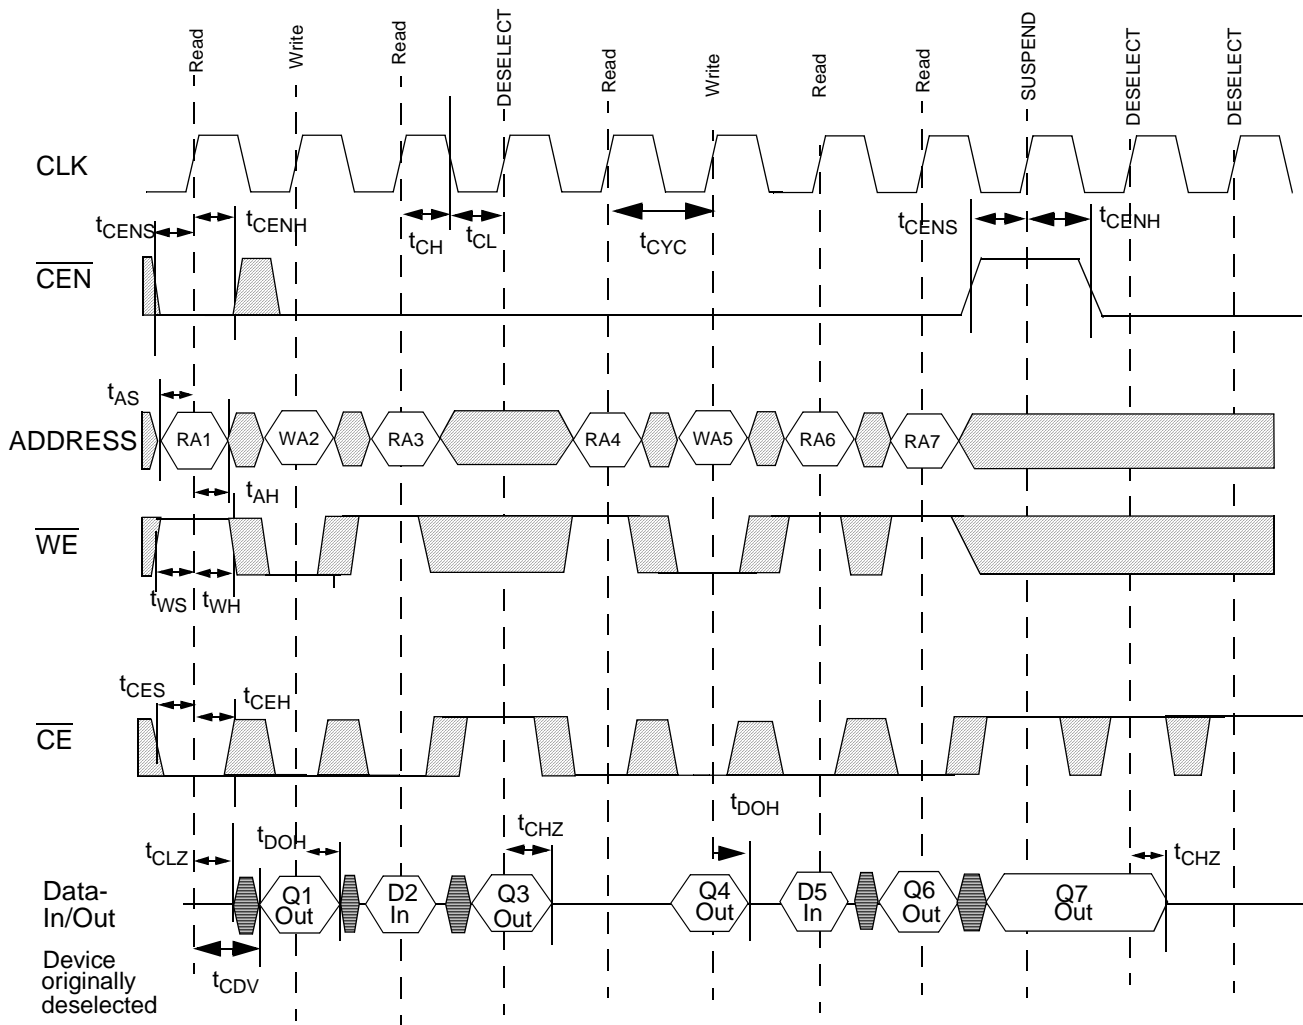 Read
Write
Read
DESELECT
Read
Write
Read
Read
SUSPEND
DESELECT
DESELECT
CLK
tCENS
tCENH
tCH
tCL
tCYC
tCENS
tCENH
CEN
tAS
ADDRESS
RA1
WA2
RA3
RA4
WA5
RA6
RA7
tAH
WE
tWS
tWH
tCES
tCEH
CE
tCLZ
tDOH
tCHZ
tDOH
tCHZ
Data-
In/Out
Q1
Out
D2
In
Q3
Out
Q4
Out
D5
In
Q6
Out
Q7
Out
tCDV
Device
originally
deselected